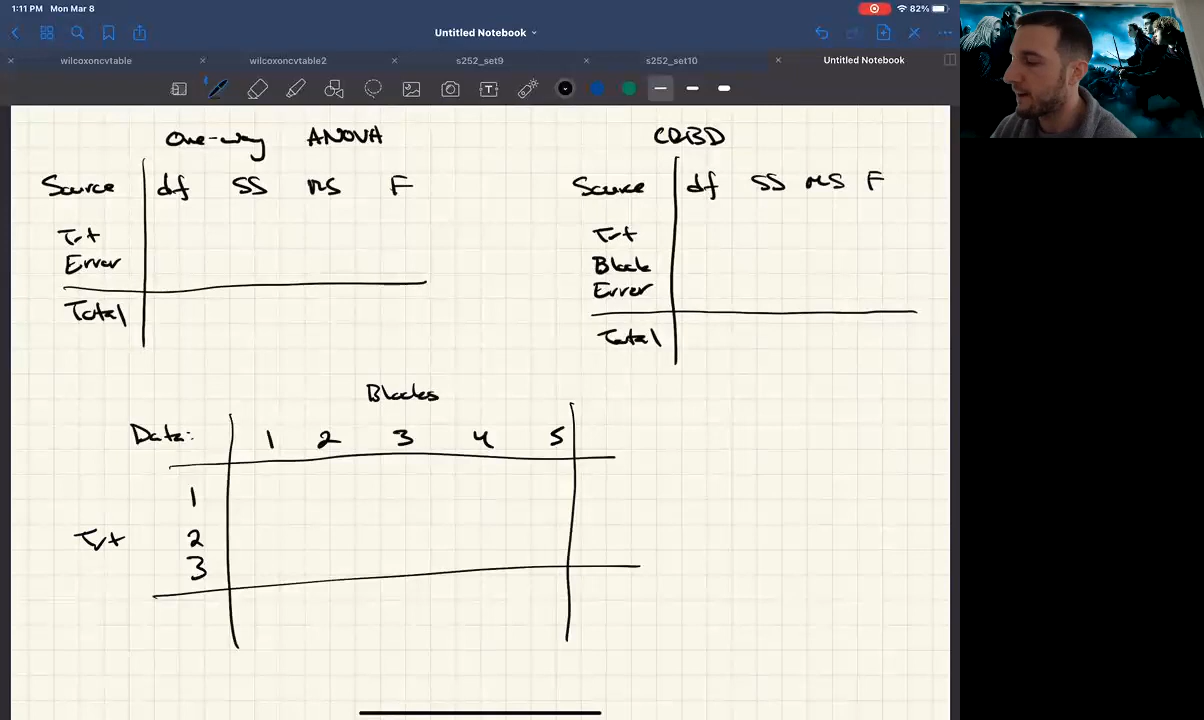 1:11 PM Mon Mar 8
82%
Untitled Notebook
wilcoxoncvtable
wilcoxoncvtable2
s252_set9
s252_set10
Untitled Notebook
One-way ANOVA
Source df SS MS F
Trt
Error
Total
CRBD
Source df SS MS F
Trt
Block
Error
Total
Blocks
Data: 1 2 3 4 5
1
Trt 2
3